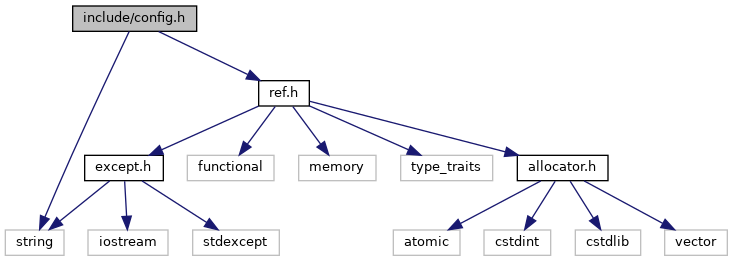 include/config.h
ref.h
except.h
functional
memory
type_traits
allocator.h
string
iostream
stdexcept
atomic
cstdint
cstdlib
vector